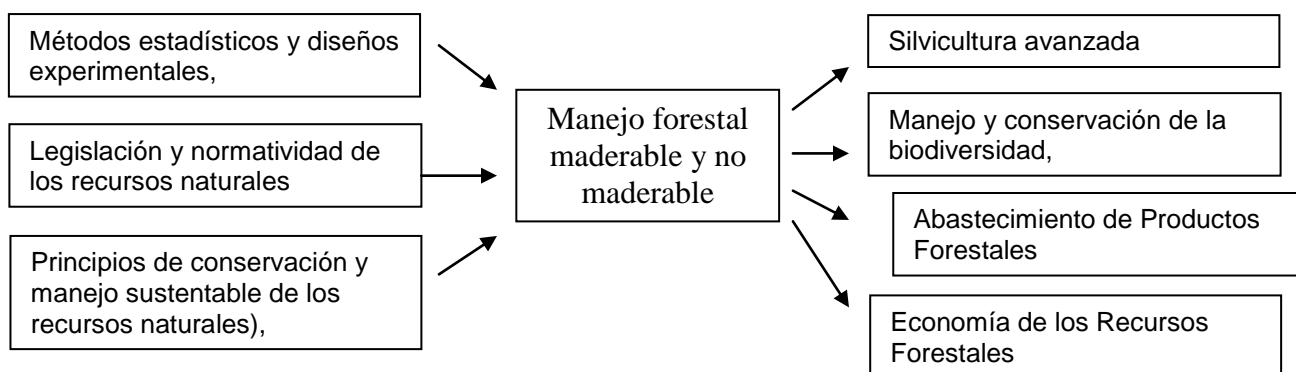 Métodos estadísticos y diseños
experimentales,
Legislación y normatividad de
los recursos naturales
Principios de conservación y
manejo sustentable de los
recursos naturales),
Manejo forestal
maderable y no
maderable
Silvicultura avanzada
Manejo y conservación de la
biodiversidad,
Abastecimiento de Productos
Forestales
Economía de los Recursos
Forestales